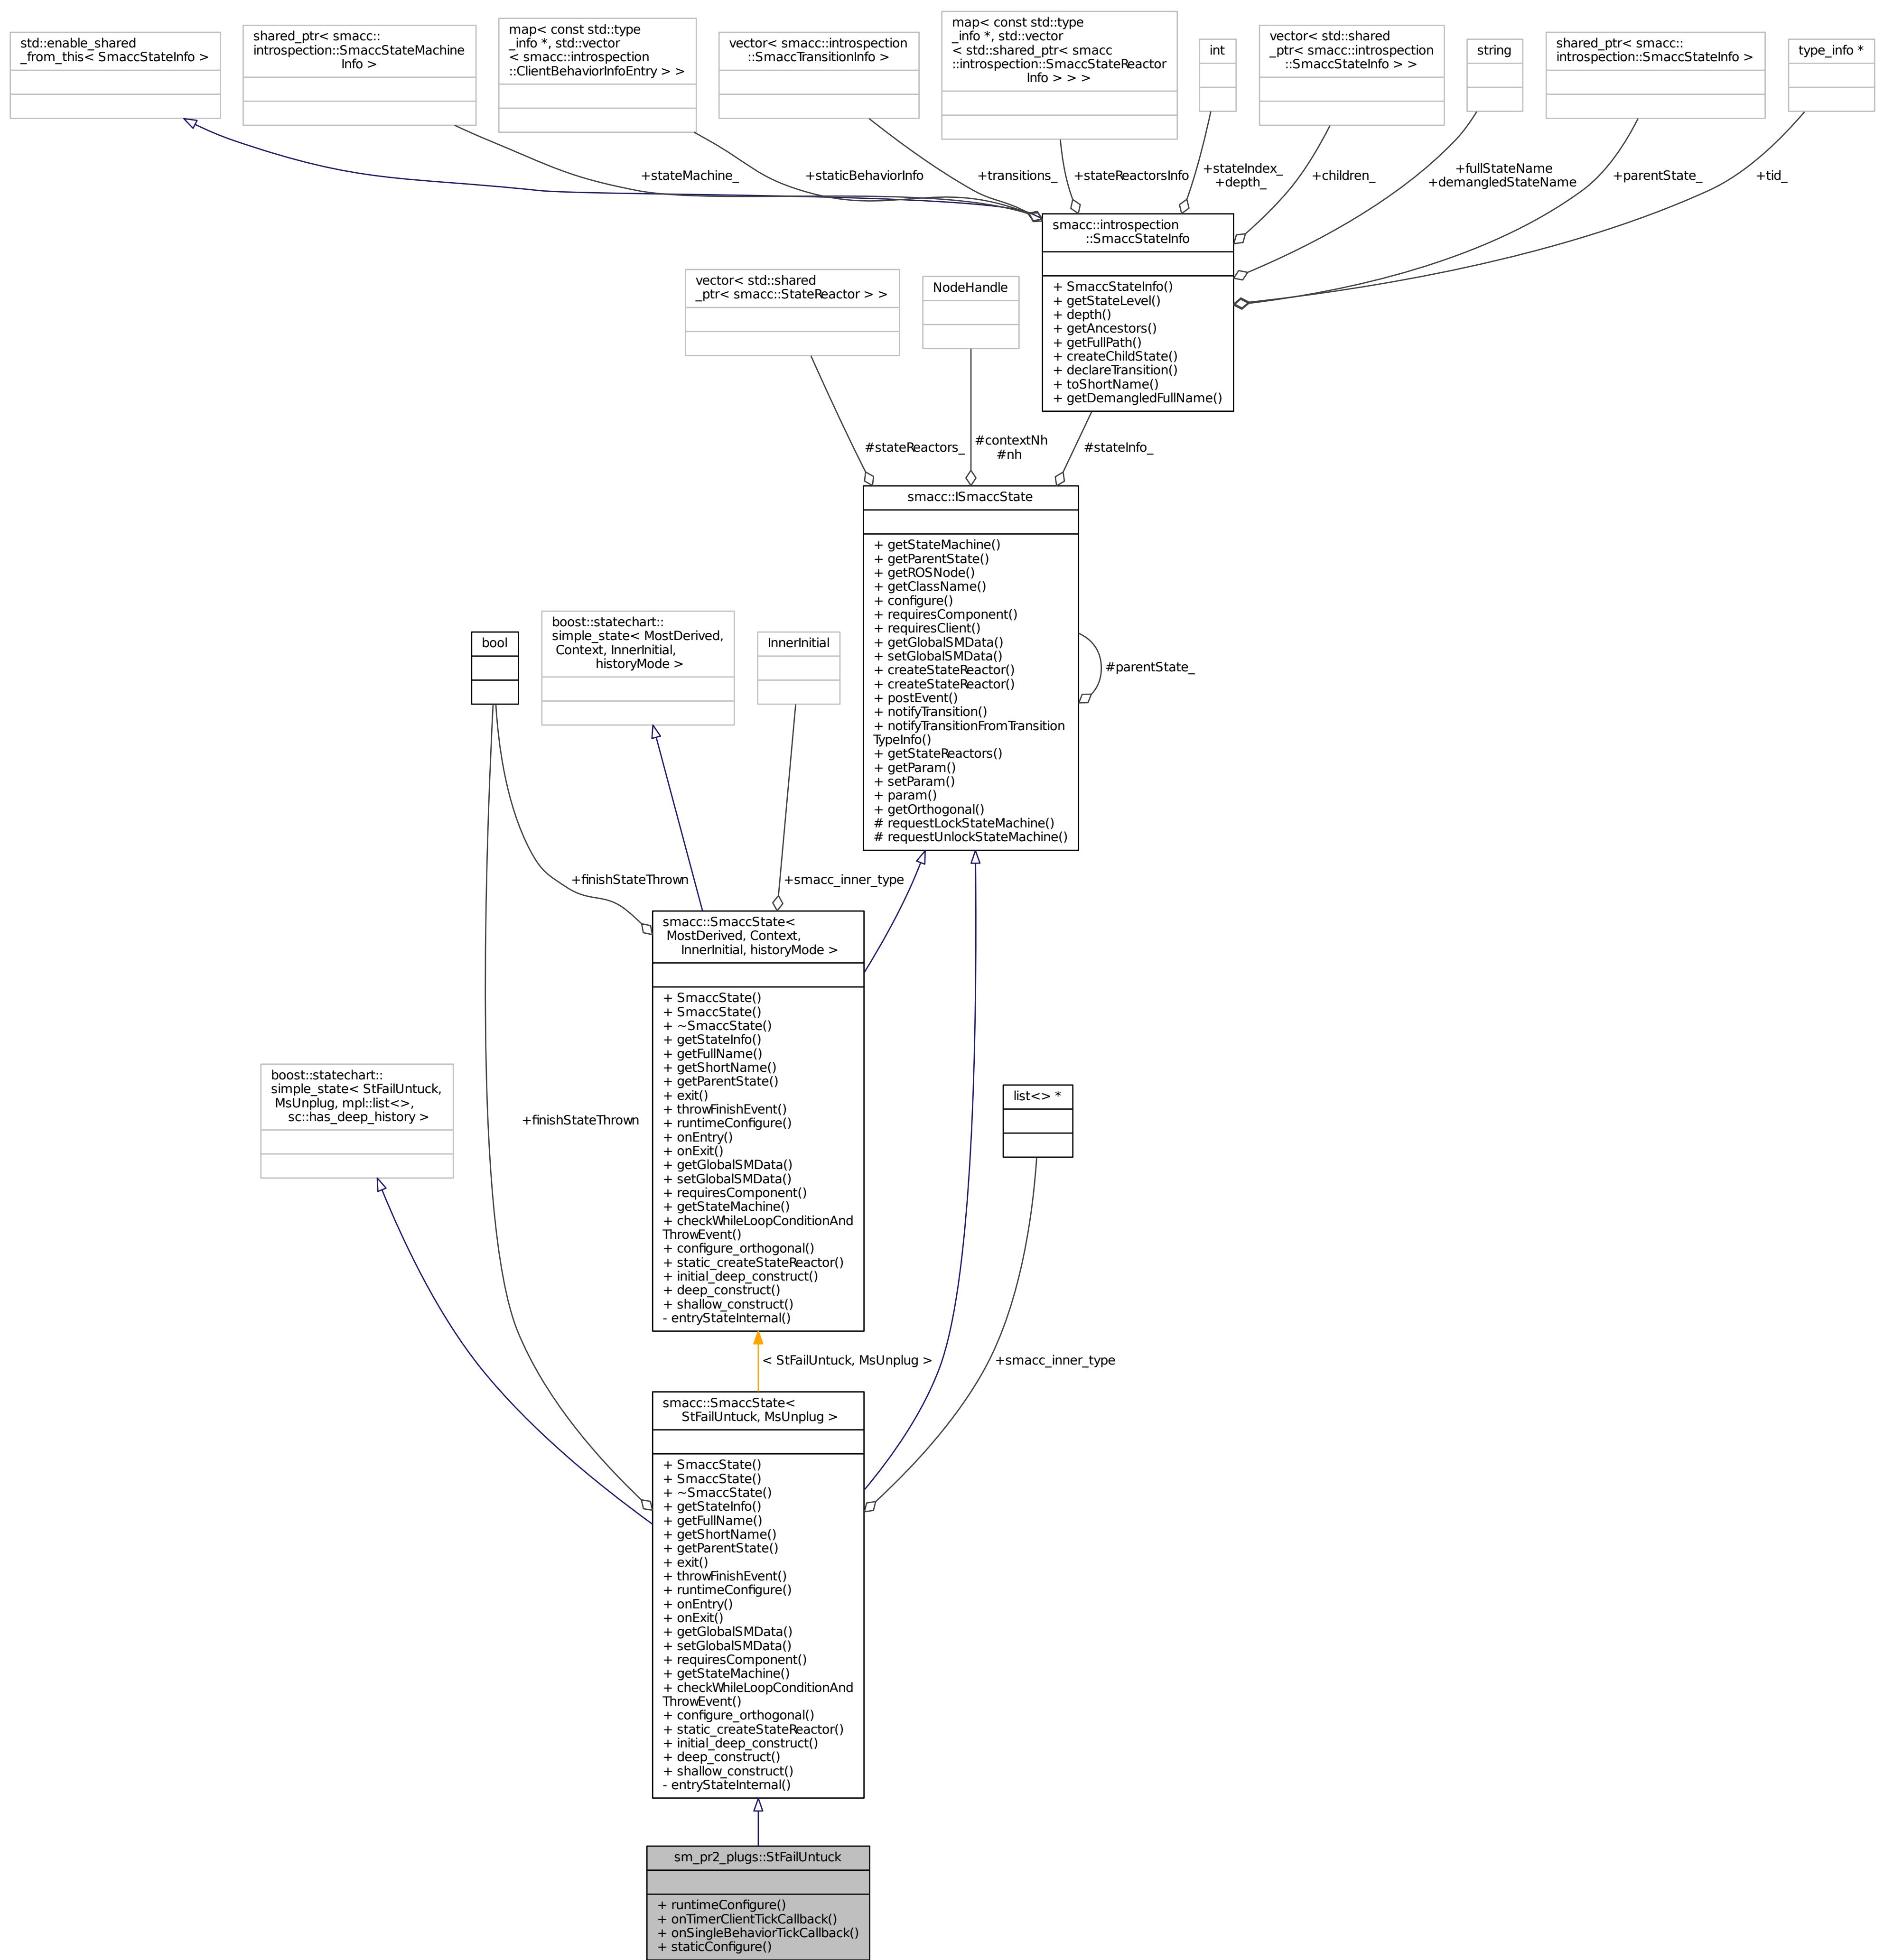 std::enable_shared
_from_this< SmaccStateInfo >
shared_ptr< smacc::
introspection::SmaccStateMachine
Info >
map< const std::type
_info *, std::vector
< smacc::introspection
::ClientBehaviorInfoEntry > >
vector< smacc::introspection
::SmaccTransitionInfo >
map< const std::type
_info *, std::vector
< std::shared_ptr< smacc
::introspection::SmaccStateReactor
Info > > >
int
vector< std::shared
_ptr< smacc::introspection
::SmaccStateInfo > >
string
shared_ptr< smacc::
introspection::SmaccStateInfo >
type_info *
+stateMachine_
+staticBehaviorInfo
+transitions_
+stateReactorsInfo
+stateIndex_
+depth_
+children_
+fullStateName
+demangledStateName
+parentState_
+tid_
smacc::introspection
::SmaccStateInfo
+ SmaccStateInfo()
+ getStateLevel()
+ depth()
+ getAncestors()
+ getFullPath()
+ createChildState()
+ declareTransition()
+ toShortName()
+ getDemangledFullName()
vector< std::shared
_ptr< smacc::StateReactor > >
NodeHandle
#stateReactors_
#contextNh
#nh
#stateInfo_
smacc::ISmaccState
+ getStateMachine()
+ getParentState()
+ getROSNode()
+ getClassName()
+ configure()
+ requiresComponent()
+ requiresClient()
+ getGlobalSMData()
+ setGlobalSMData()
+ createStateReactor()
+ createStateReactor()
+ postEvent()
+ notifyTransition()
+ notifyTransitionFromTransition
TypeInfo()
+ getStateReactors()
+ getParam()
+ setParam()
+ param()
+ getOrthogonal()
# requestLockStateMachine()
# requestUnlockStateMachine()
#parentState_
bool
boost::statechart::
simple_state< MostDerived,
Context, InnerInitial,
historyMode >
InnerInitial
+finishStateThrown
+smacc_inner_type
smacc::SmaccState<
MostDerived, Context,
InnerInitial, historyMode >
+ SmaccState()
+ SmaccState()
+ ~SmaccState()
+ getStateInfo()
+ getFullName()
+ getShortName()
+ getParentState()
+ exit()
+ throwFinishEvent()
+ runtimeConfigure()
+ onEntry()
+ onExit()
+ getGlobalSMData()
+ setGlobalSMData()
+ requiresComponent()
+ getStateMachine()
+ checkWhileLoopConditionAnd
ThrowEvent()
+ configure_orthogonal()
+ static_createStateReactor()
+ initial_deep_construct()
+ deep_construct()
+ shallow_construct()
- entryStateInternal()
boost::statechart::
simple_state< StFailUntuck,
MsUnplug, mpl::list<>,
sc::has_deep_history >
+finishStateThrown
list<> *
< StFailUntuck, MsUnplug >
+smacc_inner_type
smacc::SmaccState<
StFailUntuck, MsUnplug >
+ SmaccState()
+ SmaccState()
+ ~SmaccState()
+ getStateInfo()
+ getFullName()
+ getShortName()
+ getParentState()
+ exit()
+ throwFinishEvent()
+ runtimeConfigure()
+ onEntry()
+ onExit()
+ getGlobalSMData()
+ setGlobalSMData()
+ requiresComponent()
+ getStateMachine()
+ checkWhileLoopConditionAnd
ThrowEvent()
+ configure_orthogonal()
+ static_createStateReactor()
+ initial_deep_construct()
+ deep_construct()
+ shallow_construct()
- entryStateInternal()
sm_pr2_plugs::StFailUntuck
+ runtimeConfigure()
+ onTimerClientTickCallback()
+ onSingleBehaviorTickCallback()
+ staticConfigure()